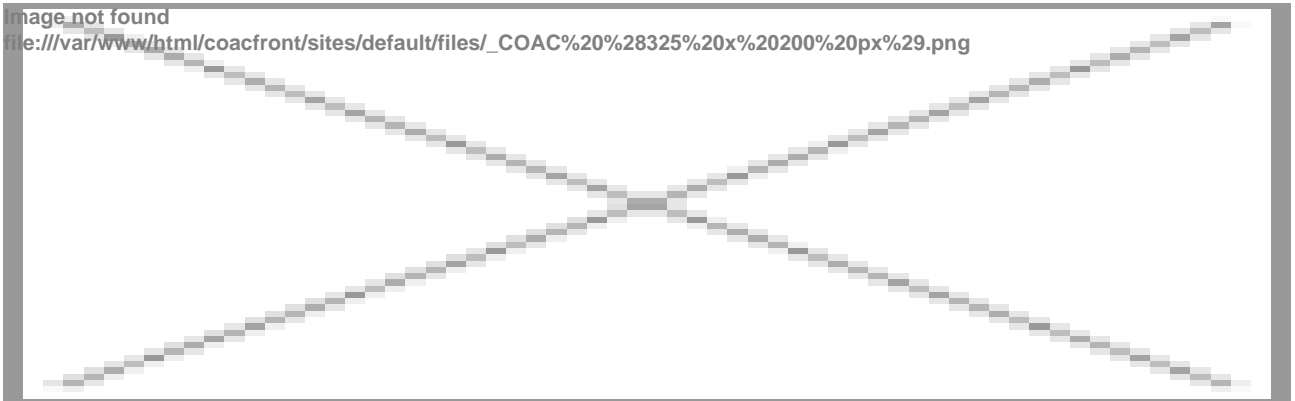 Image not found
file:///var/www/html/coacfront/sites/default/files/_COAC%20%28325%20x%20200%20px%29.png